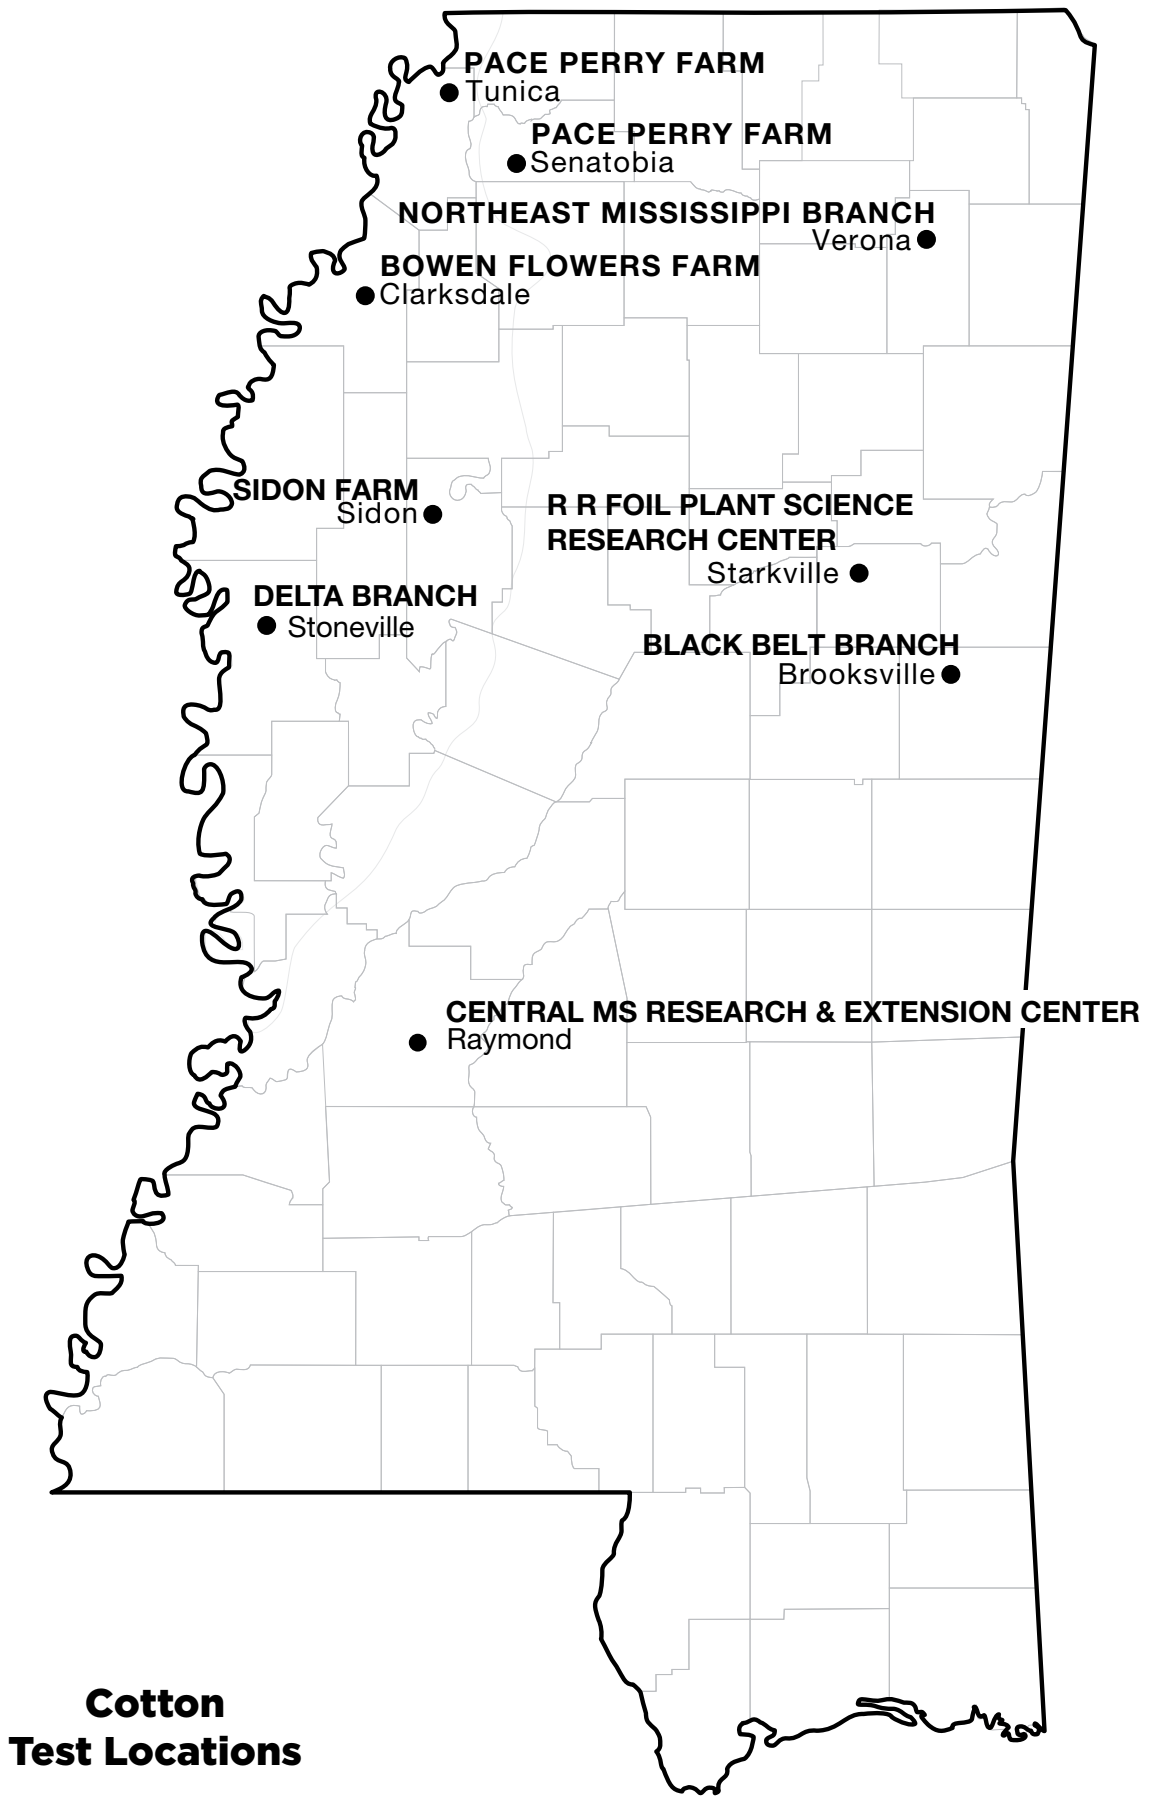 PACE PERRY FARM
Tunica
PACE PERRY FARM
Senatobia
NORTHEAST MISSISSIPPI BRANCH
Verona
BOWEN FLOWERS FARM
Clarksdale
SIDON FARM
Sidon
R R FOIL PLANT SCIENCE
RESEARCH CENTER
Starkville
DELTA BRANCH
Stoneville
BLACK BELT BRANCH
Brooksville
CENTRAL MS RESEARCH & EXTENSION CENTER
Raymond
Cotton
Test Locations